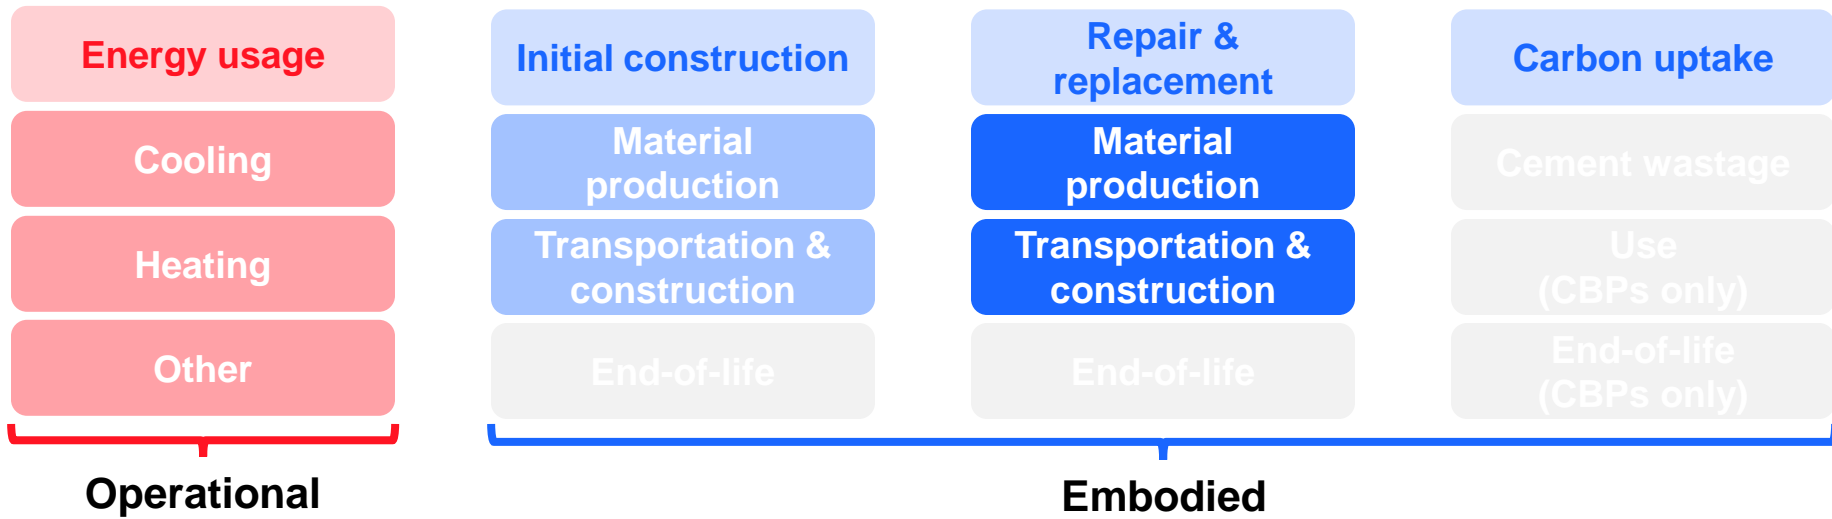 Energy usage
Cooling
Heating
Other
Operational
Initial construction
Material
production
Transportation &
construction
End-of-life
Repair &
replacement
Material
production
Transportation &
construction
End-of-life
Carbon uptake
Cement wastage
Use
(CBPs only)
End-of-life
(CBPs only)
Embodied